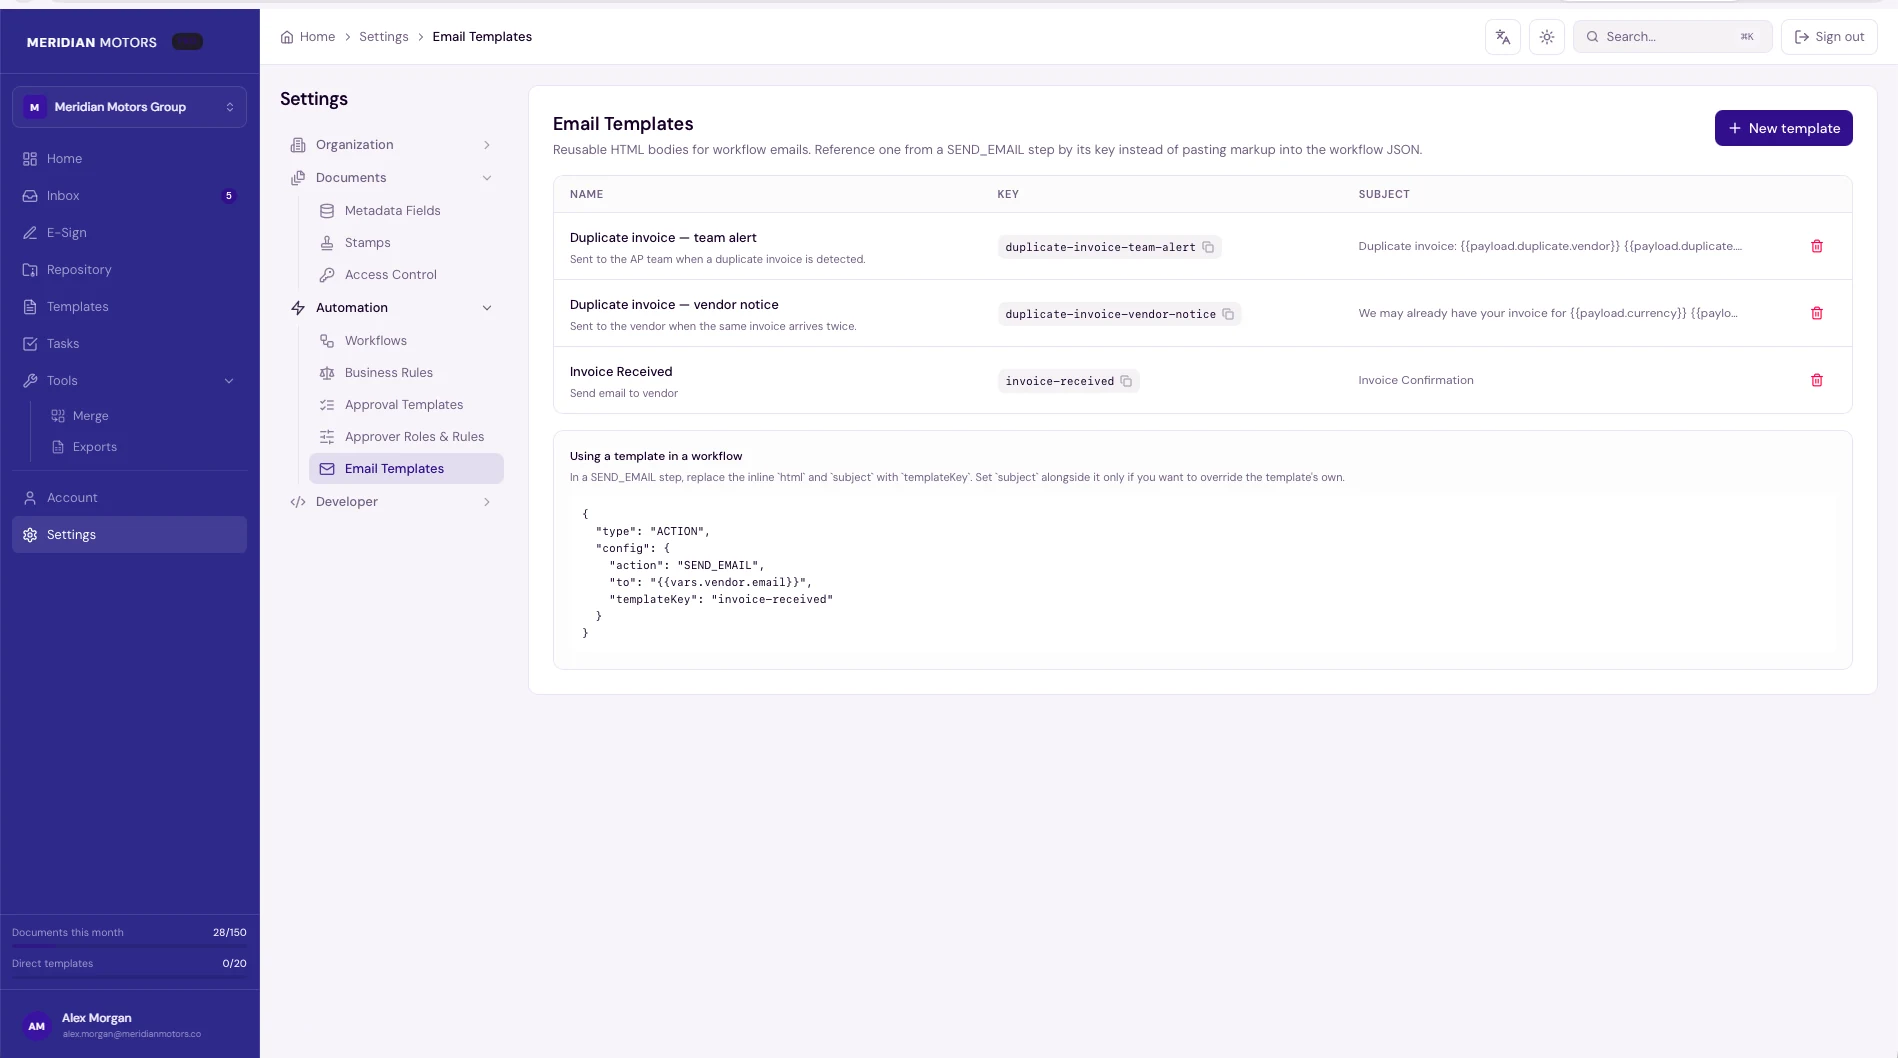 MERIDIAN MOTORS
M Meridian Motors Group
Home
Inbox 5
E-Sign
Repository
Templates
Tasks
Tools
Merge
Exports
Account
Settings
Documents this month 28/150
Direct templates 0/20
AM Alex Morgan
alex.morgan@meridianmotors.co
Home > Settings > Email Templates
Search... ⌘K
Sign out
Settings
Organization
Documents
Metadata Fields
Stamps
Access Control
Automation
Workflows
Business Rules
Approval Templates
Approver Roles & Rules
Email Templates
Developer
Email Templates
Reusable HTML bodies for workflow emails. Reference one from a SEND_EMAIL step by its key instead of pasting markup into the workflow JSON.
+ New template
NAME KEY SUBJECT
Duplicate invoice — team alert
Sent to the AP team when a duplicate invoice is detected.
duplicate-invoice-team-alert
Duplicate invoice: {{payload.duplicate.vendor}} {{payload.duplicate....
Duplicate invoice — vendor notice
Sent to the vendor when the same invoice arrives twice.
duplicate-invoice-vendor-notice
We may already have your invoice for {{payload.currency}} {{paylo...
Invoice Received
Send email to vendor
invoice-received
Invoice Confirmation
Using a template in a workflow
In a SEND_EMAIL step, replace the inline `html` and `subject` with `templateKey`. Set `subject` alongside it only if you want to override the template's own.
{
"type": "ACTION",
"config": {
"action": "SEND_EMAIL",
"to": "{{vars.vendor.email}}",
"templateKey": "invoice-received"
}
}